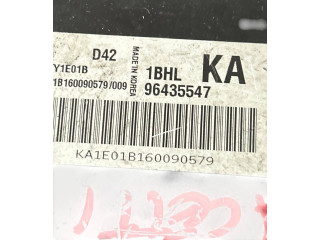 D42
Y1E01B
1B160090579/009
MADE IN KOREA
1BHL KA
96435547
KA1E01B160090579